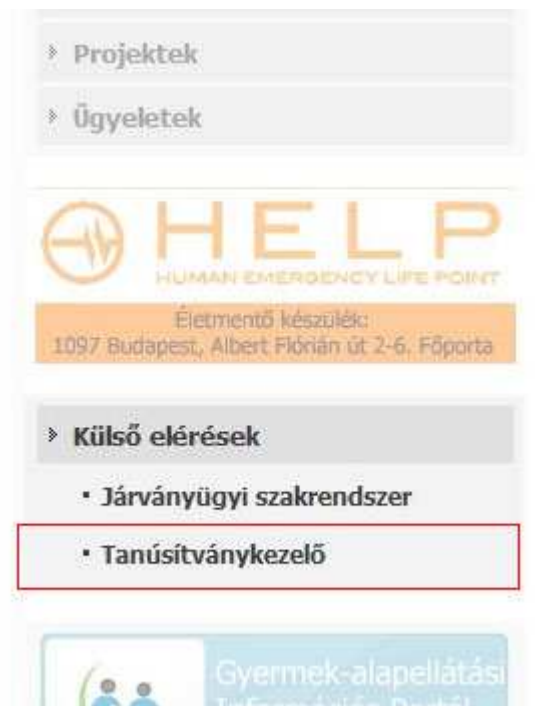 Projektek
Ügyeletek
HELP
HUMAN EMERGENCY LIFE POINT
Életmentő készülék:
1097 Budapest, Albert Flórián út 2-6. Főporta
Külső elérések
Járványügyi szakrendszer
Tanúsítványkezelő
Gyermek-alapellátási